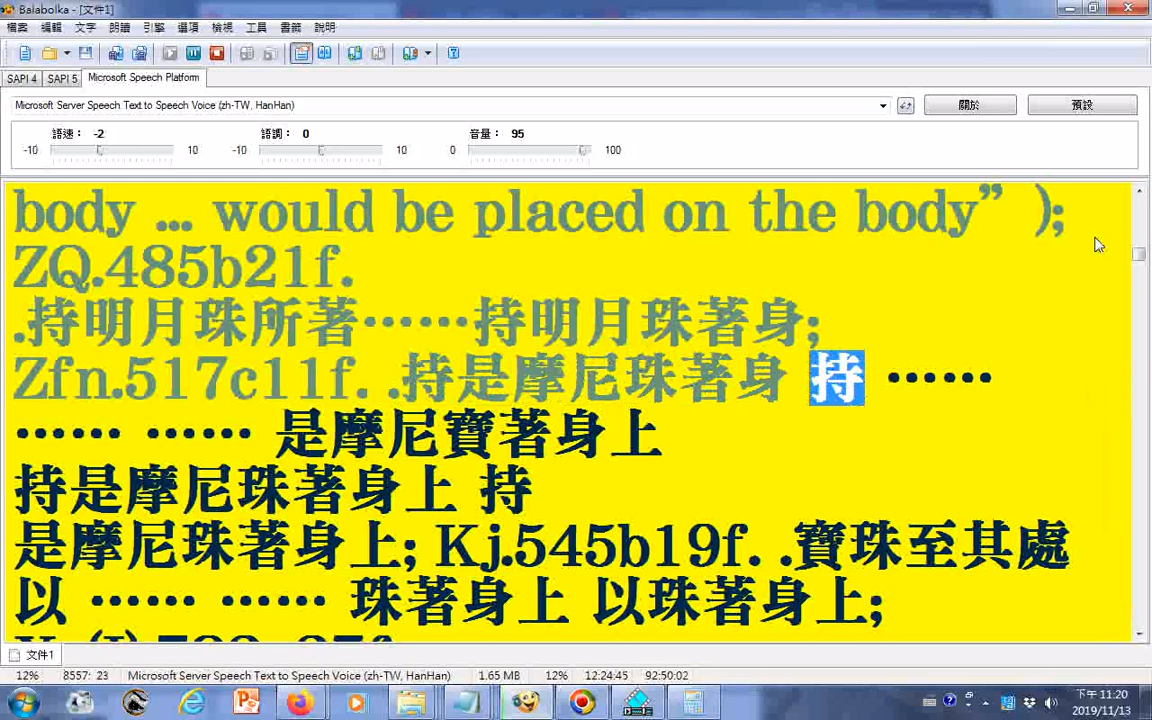 Balabolka - [文件1]
檔案 編輯 文字 朗讀 引擎 選項 檢視 工具 書籤 說明
SAPI 4 SAPI 5 Microsoft Speech Platform
Microsoft Server Speech Text to Speech Voice (zh-TW, HanHan) 關於 預設
語速： -2 語調： 0 音量： 95
-10 10 -10 10 0 100
body ... would be placed on the body” );
ZQ.485b21f.
.持明月珠所著……持明月珠著身;
Zfn.517c11f. .持是摩尼珠著身 持 ……
…… …… 是摩尼寶著身上
持是摩尼珠著身上 持
是摩尼珠著身上; Kj.545b19f. .寶珠至其處
以 …… …… 珠著身上 以珠著身上;
文件1
12% 8557: 23 Microsoft Server Speech Text to Speech Voice (zh-TW, HanHan) 1.65 MB 12% 12:24:45 92:50:02
下午 11:20
2019/11/13